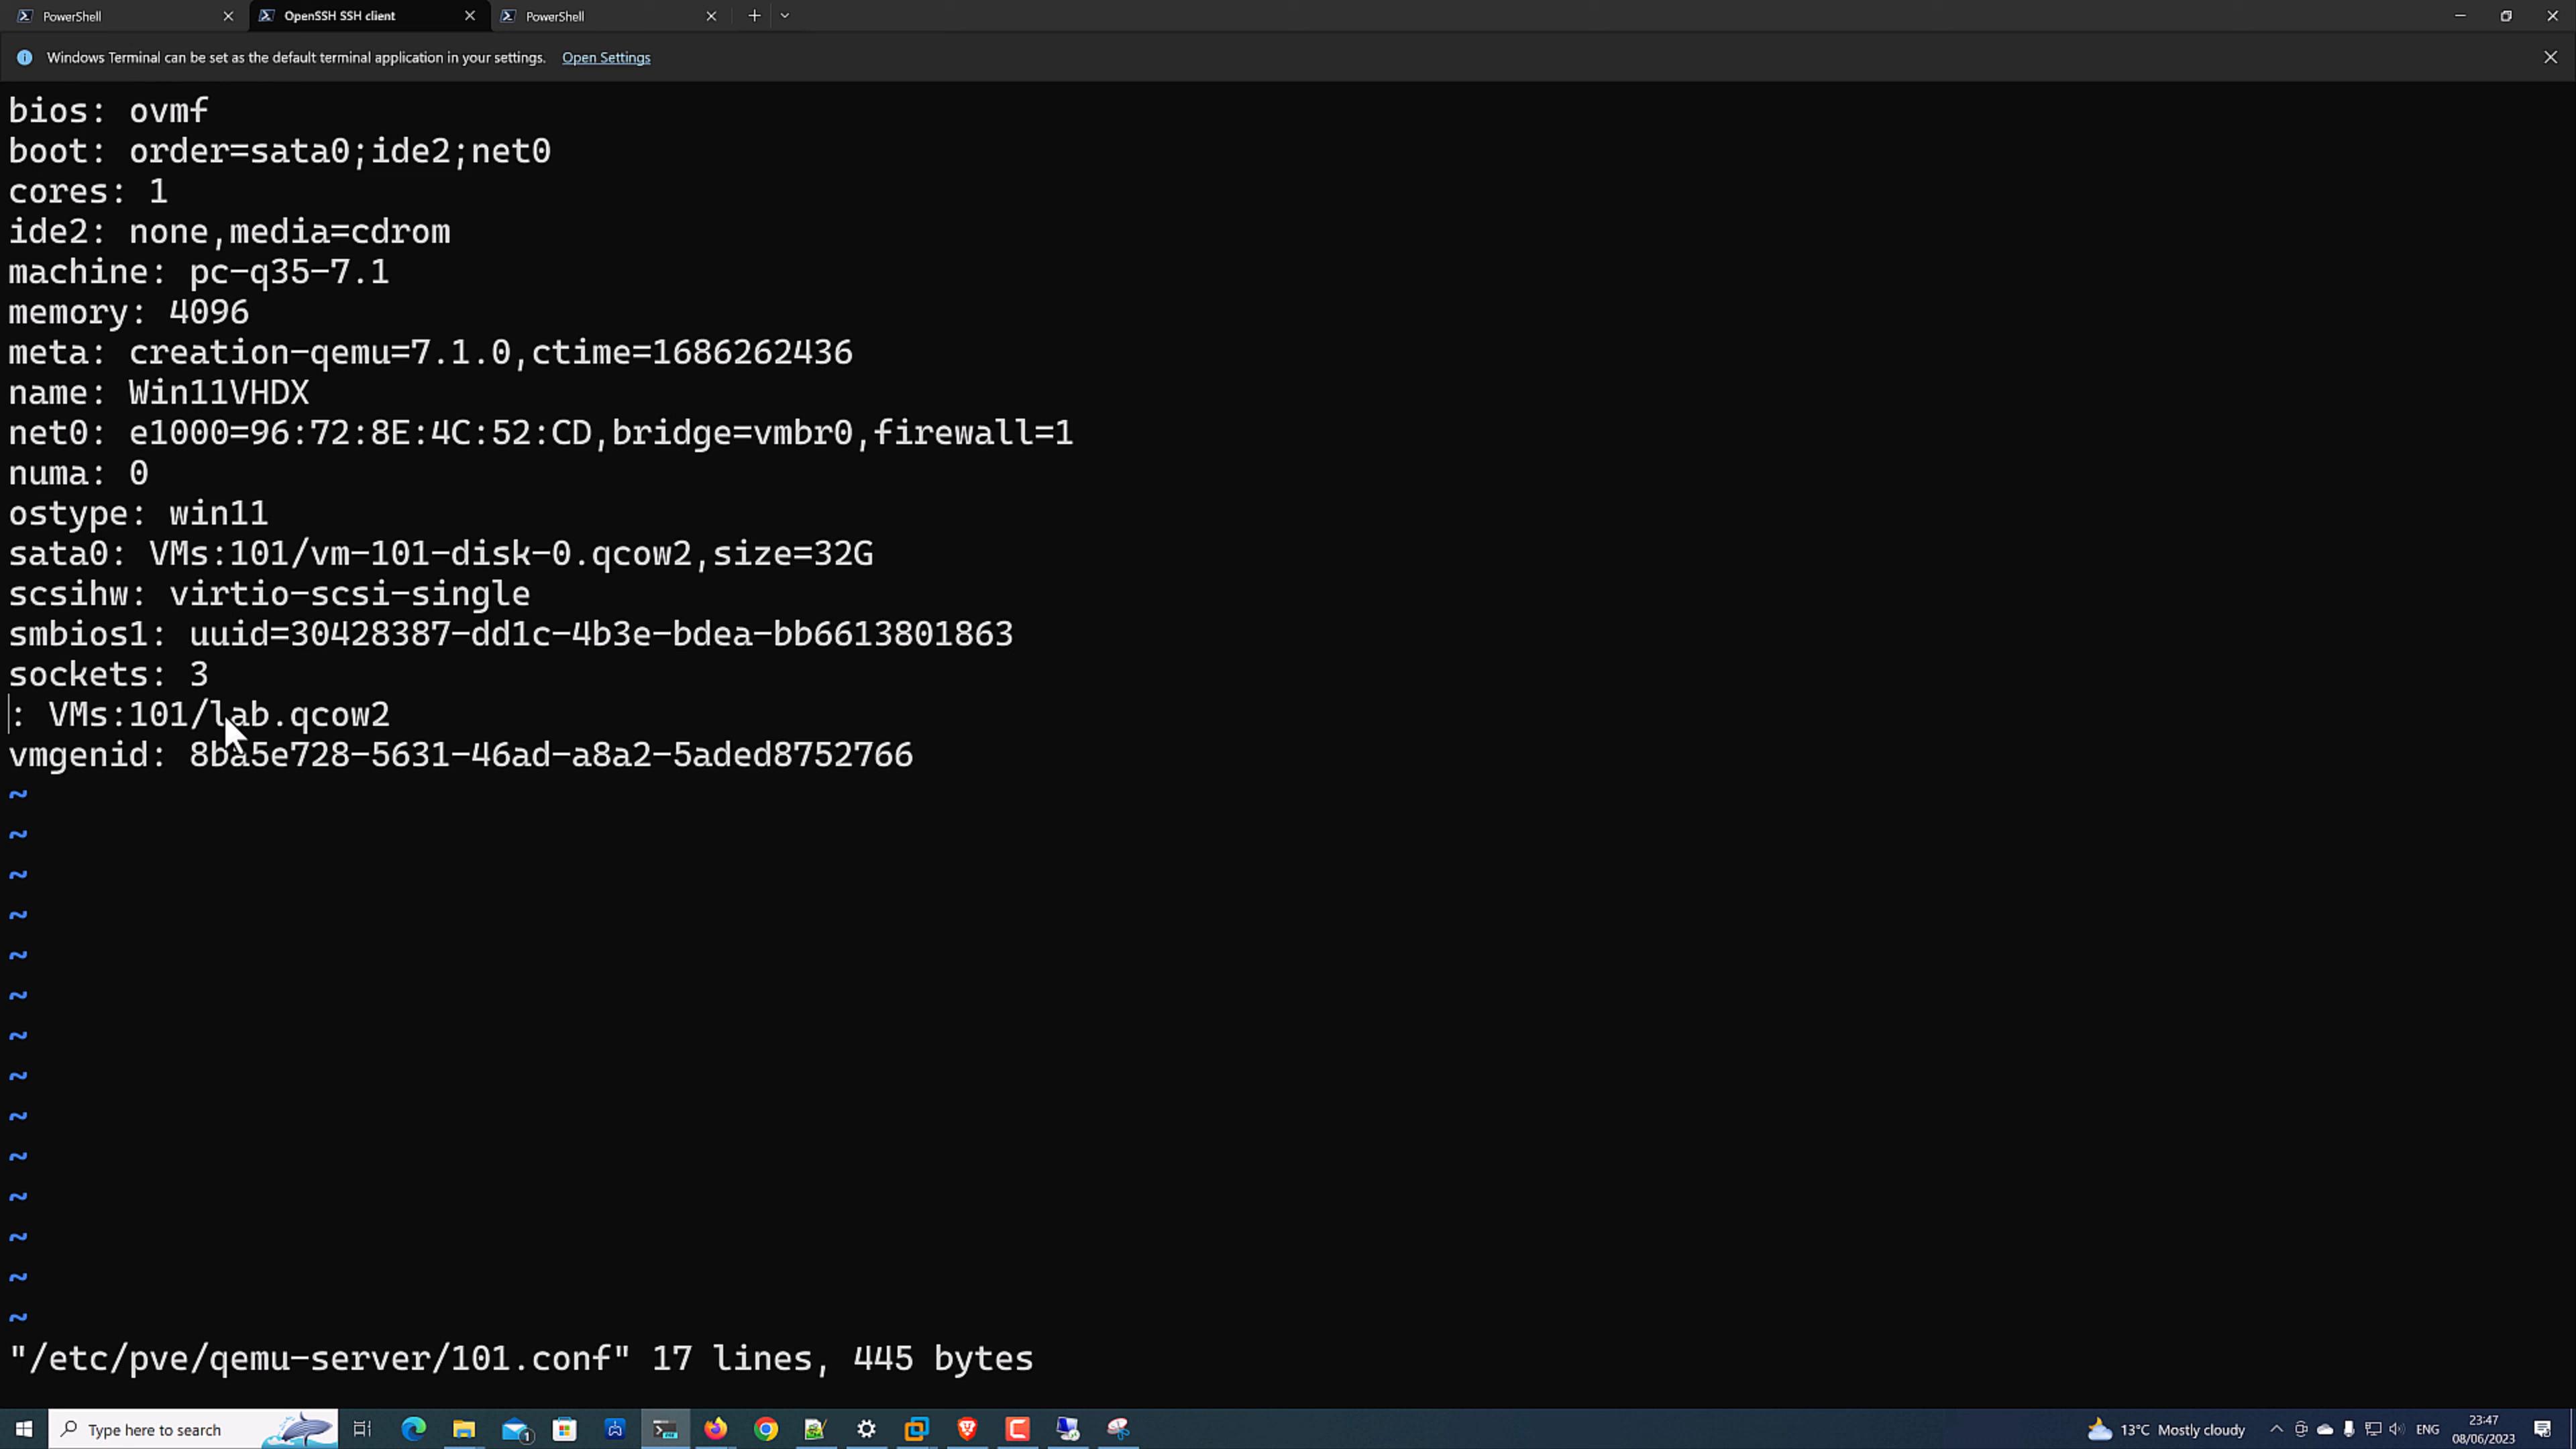 PowerShell
OpenSSH SSH client
PowerShell
Windows Terminal can be set as the default terminal application in your settings. Open Settings
bios: ovmf
boot: order=sata0;ide2;net0
cores: 1
ide2: none,media=cdrom
machine: pc-q35-7.1
memory: 4096
meta: creation-qemu=7.1.0,ctime=1686262436
name: Win11VHDX
net0: e1000=96:72:8E:4C:52:CD,bridge=vmbr0,firewall=1
numa: 0
ostype: win11
sata0: VMs:101/vm-101-disk-0.qcow2,size=32G
scsihw: virtio-scsi-single
smbios1: uuid=30428387-dd1c-4b3e-bdea-bb6613801863
sockets: 3
: VMs:101/lab.qcow2
vmgenid: 8ba5e728-5631-46ad-a8a2-5aded8752766
~
~
~
~
~
~
~
~
~
~
~
~
~
~
"/etc/pve/qemu-server/101.conf" 17 lines, 445 bytes
Type here to search
1
13°C Mostly cloudy
ENG
23:47
08/06/2023